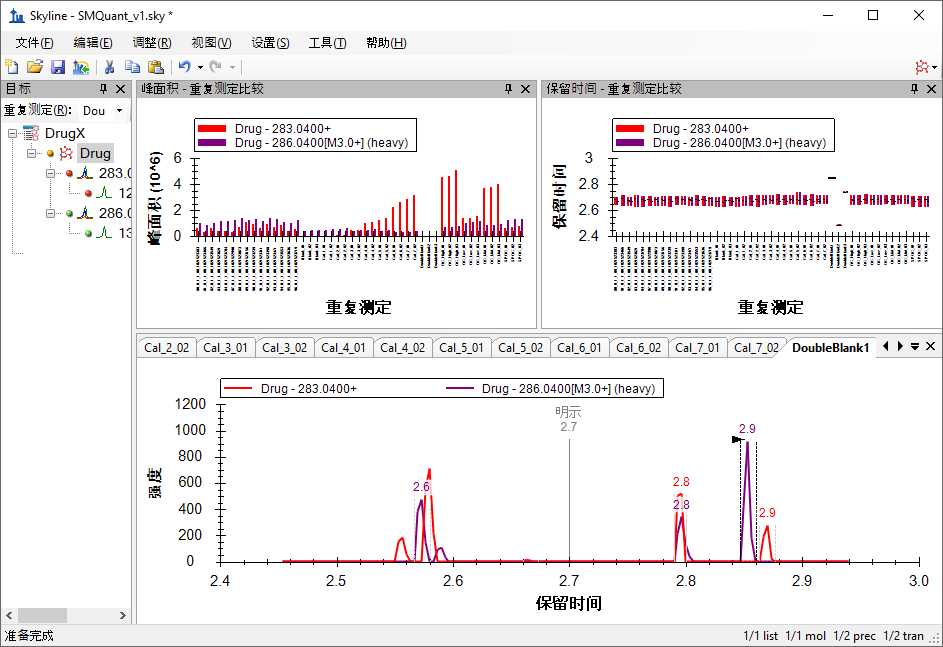 Skyline - SMQuant_v1.sky *
文件(F) 编辑(E) 调整(R) 视图(V) 设置(S) 工具(T) 帮助(H)
目标
重复测定(R): Dou
DrugX
Drug
283.0
12
286.0
13
峰面积 - 重复测定比较
Drug - 283.0400+
Drug - 286.0400[M3.0+] (heavy)
峰面积 (10^6)
6
4
2
0
重复测定
保留时间 - 重复测定比较
Drug - 283.0400+
Drug - 286.0400[M3.0+] (heavy)
保留时间
3
2.8
2.6
2.4
重复测定
Cal_2_02 Cal_3_01 Cal_3_02 Cal_4_01 Cal_4_02 Cal_5_01 Cal_5_02 Cal_6_01 Cal_6_02 Cal_7_01 Cal_7_02 DoubleBlank1
Drug - 283.0400+ Drug - 286.0400[M3.0+] (heavy)
强度
1200
1000
800
600
400
200
0
明示
2.7
2.6
2.8
2.8
2.9
2.9
2.4 2.5 2.6 2.7 2.8 2.9 3.0
保留时间
准备完成
1/1 list 1/1 mol 1/2 prec 1/2 tran